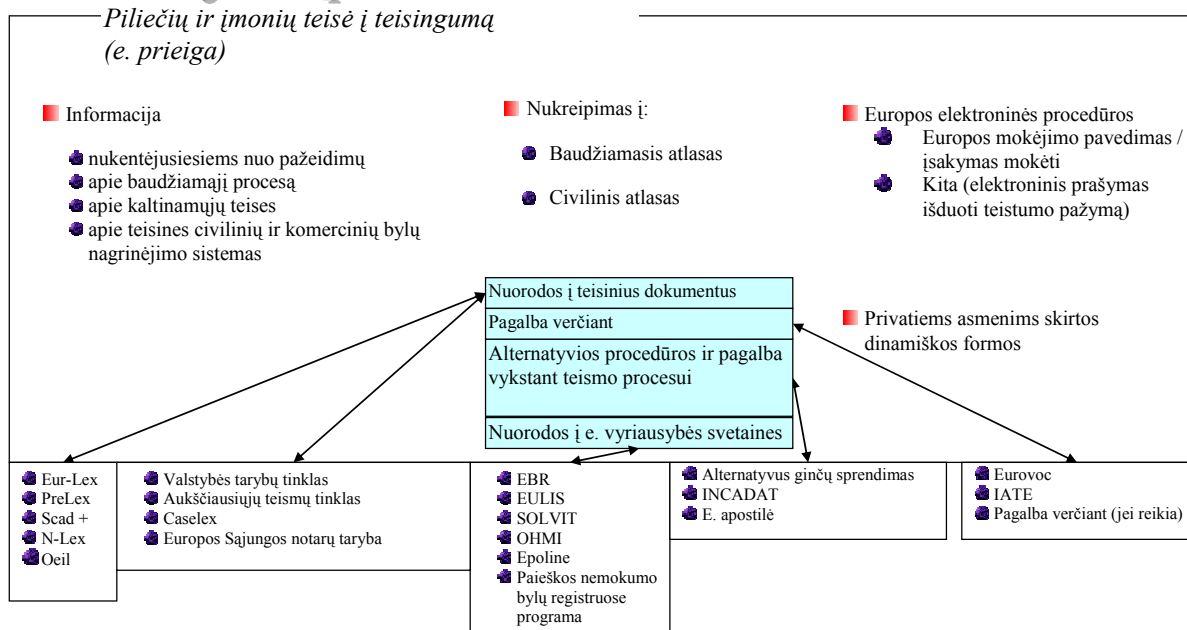 Piliečių ir įmonių teisė į teisingumą
(e. prieiga)
Informacija
nukentėjusiesiems nuo pažeidimų
apie baudžiamąjį procesą
apie kaltinamųjų teises
apie teisines civilinių ir komercinių bylų
nagrinėjimo sistemas
Nukreipimas į:
Baudžiamasis atlasas
Civilinis atlasas
Europos elektroninės procedūros
Europos mokėjimo pavedimas /
įsakymas mokėti
Kita (elektroninis prašymas
išduoti teistumo pažymą)
Privatiems asmenims skirtos
dinamiškos formos
Nuorodos į teisinius dokumentus
Pagalba verčiant
Alternatyvios procedūros ir pagalba
vykstant teismo procesui
Nuorodos į e. vyriausybės svetaines
Eur-Lex
PreLex
Scad +
N-Lex
Oeil
Valstybės tarybų tinklas
Aukščiausiųjų teismų tinklas
Caselex
Europos Sąjungos notarų taryba
EBR
EULIS
SOLVIT
OHMI
Epoline
Paieškos nemokumo
bylų registruose
programa
Alternatyvus ginčų sprendimas
INCADAT
E. apostilė
Eurovoc
IATE
Pagalba verčiant (jei reikia)